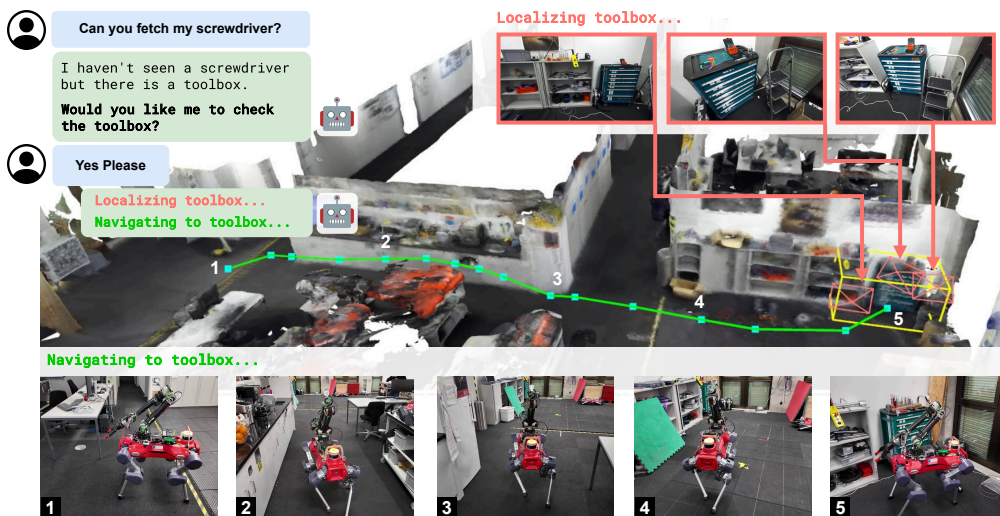 Can you fetch my screwdriver?
I haven't seen a screwdriver
but there is a toolbox.
Would you like me to check
the toolbox?
Yes Please
Localizing toolbox...
Navigating to toolbox...
Localizing toolbox...
1
2
3
4
5
Navigating to toolbox...
1
2
3
4
5